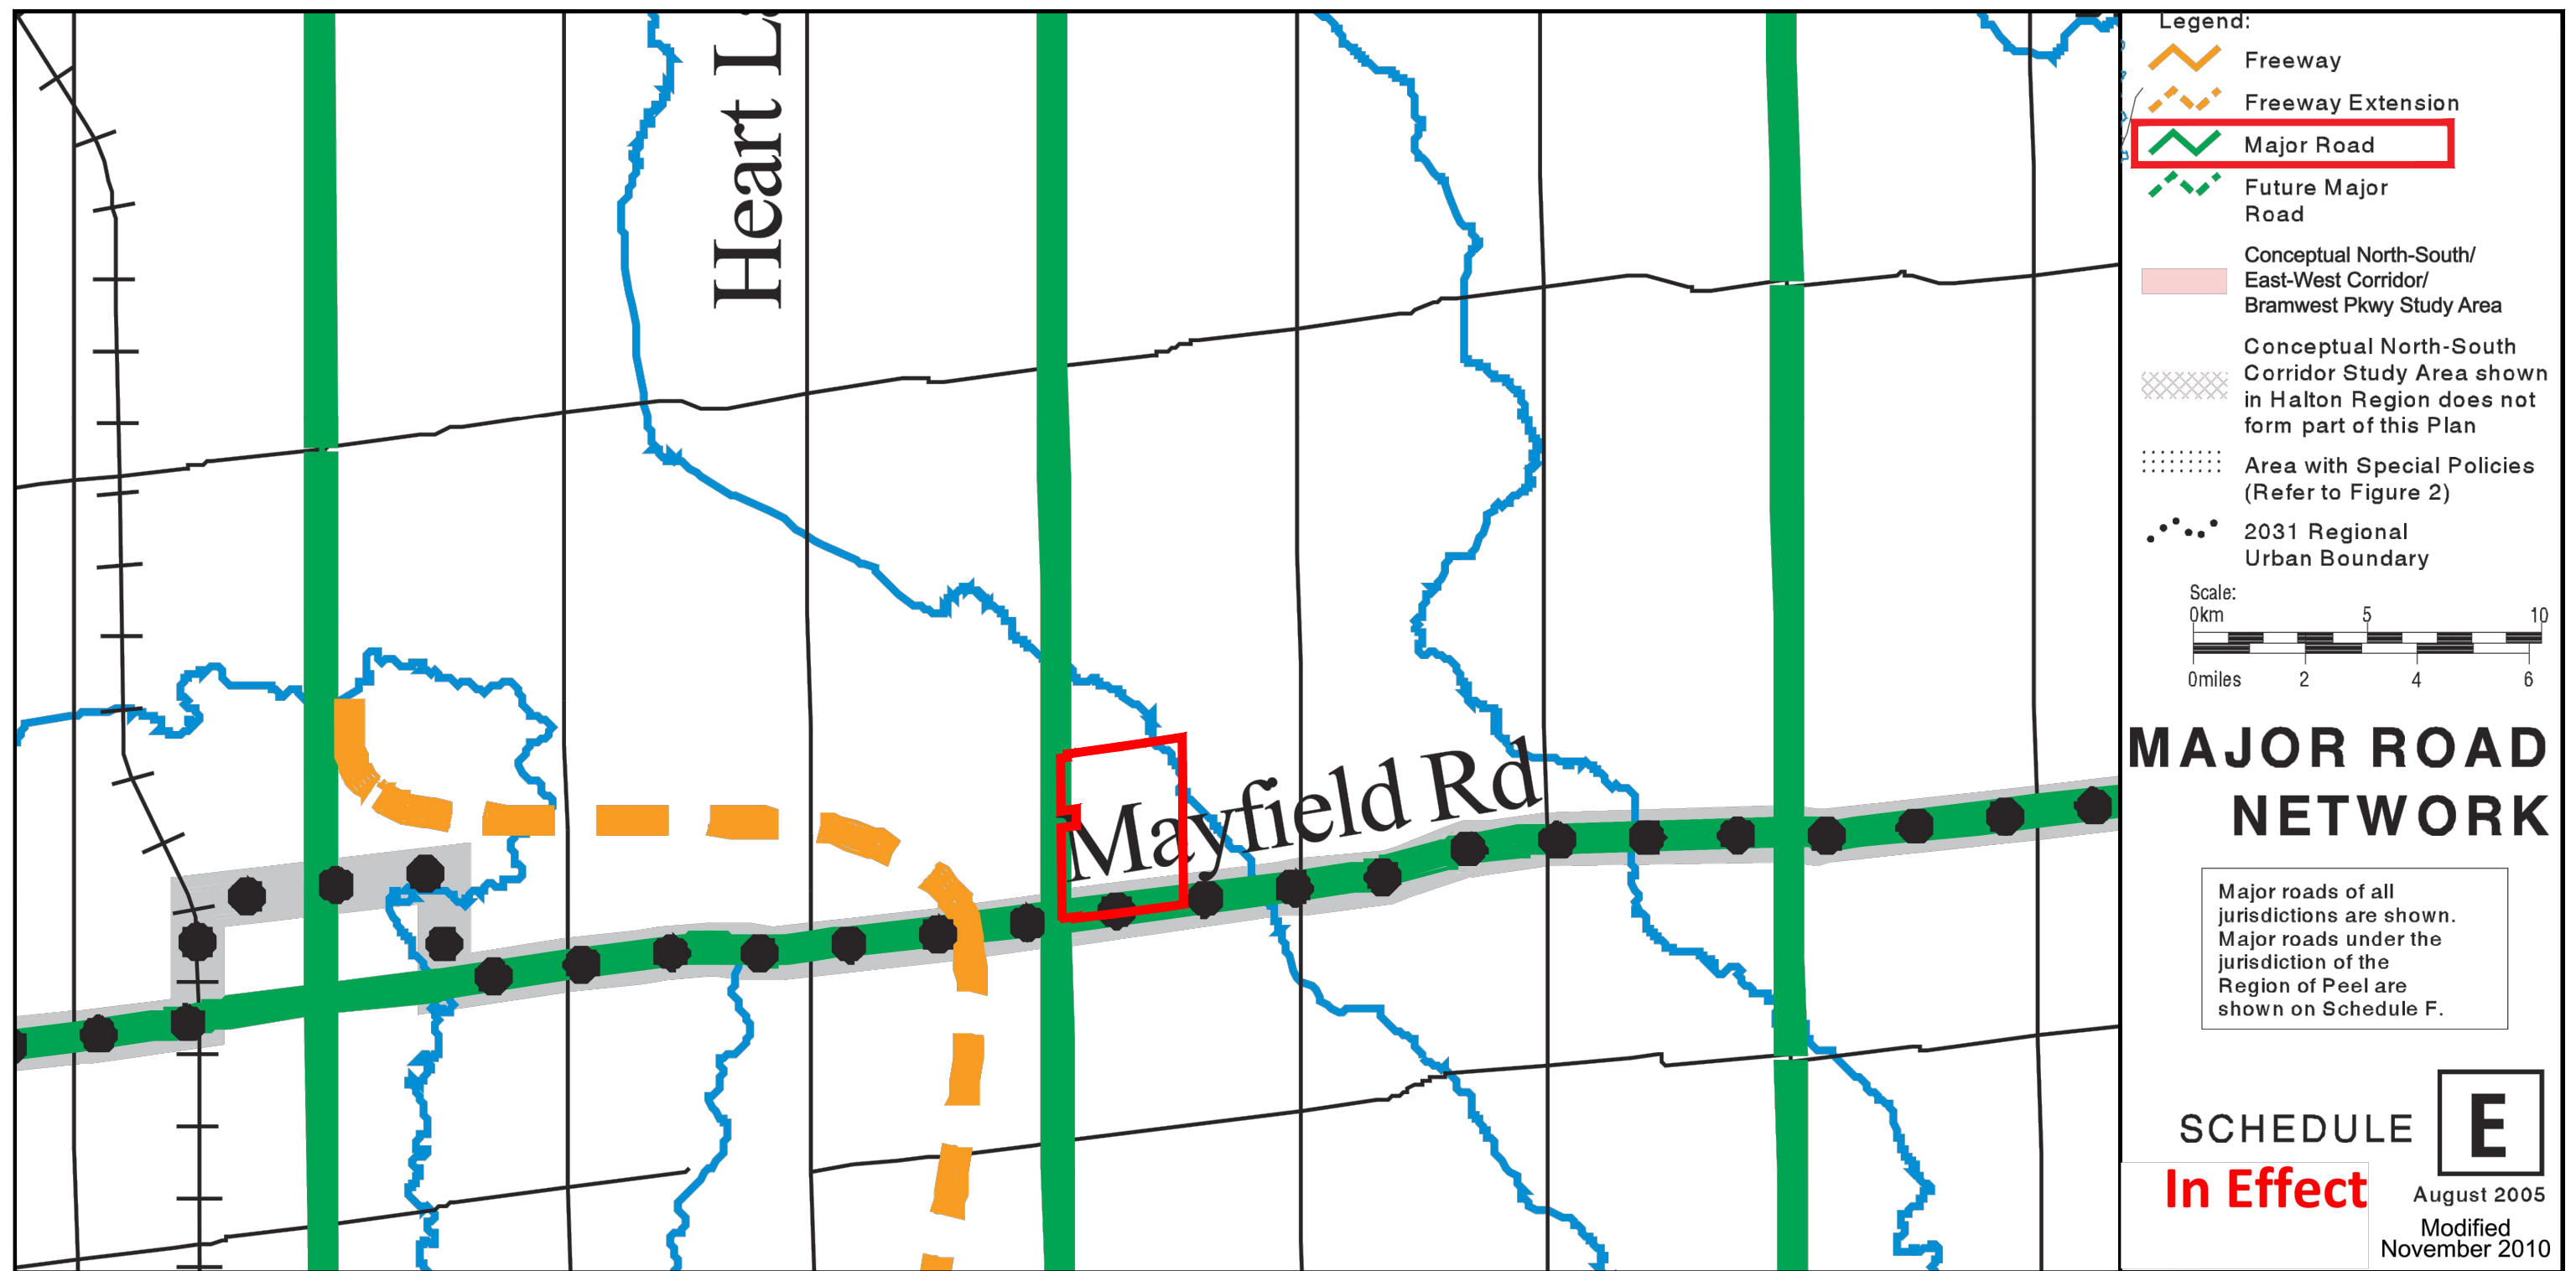 Heart La
Mayfield Rd
Legend:
Freeway
Freeway Extension
Major Road
Future Major
Road
Conceptual North-South/
East-West Corridor/
Bramwest Pkwy Study Area
Conceptual North-South
Corridor Study Area shown
in Halton Region does not
form part of this Plan
Area with Special Policies
(Refer to Figure 2)
2031 Regional
Urban Boundary
Scale:
0km 5 10
0miles 2 4 6
MAJOR ROAD
NETWORK
Major roads of all
jurisdictions are shown.
Major roads under the
jurisdiction of the
Region of Peel are
shown on Schedule F.
SCHEDULE E
In Effect
August 2005
Modified
November 2010